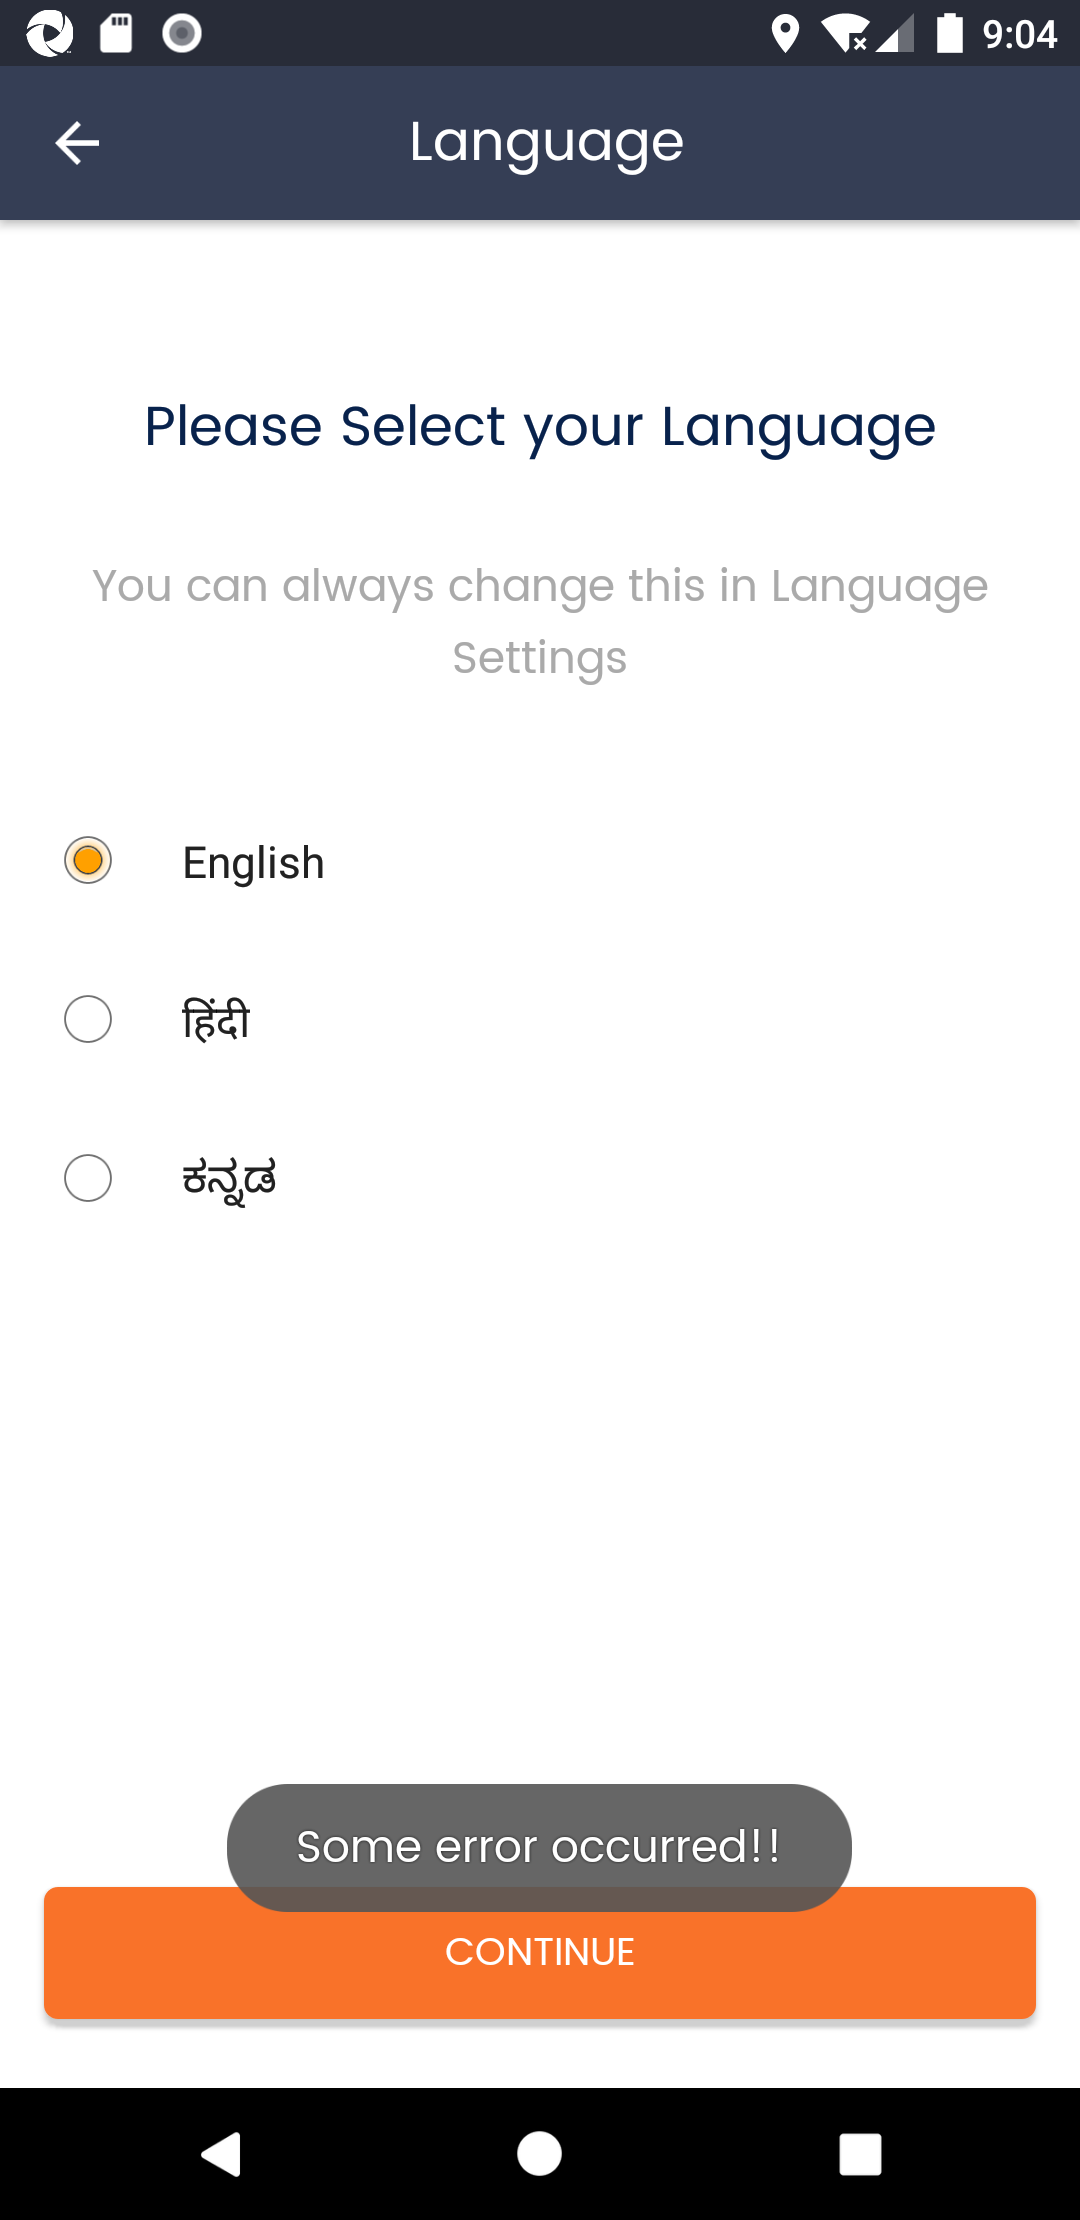 9:04
Language
Please Select your Language
You can always change this in Language
Settings
English
हिंदी
ಕನ್ನಡ
Some error occurred!!
CONTINUE